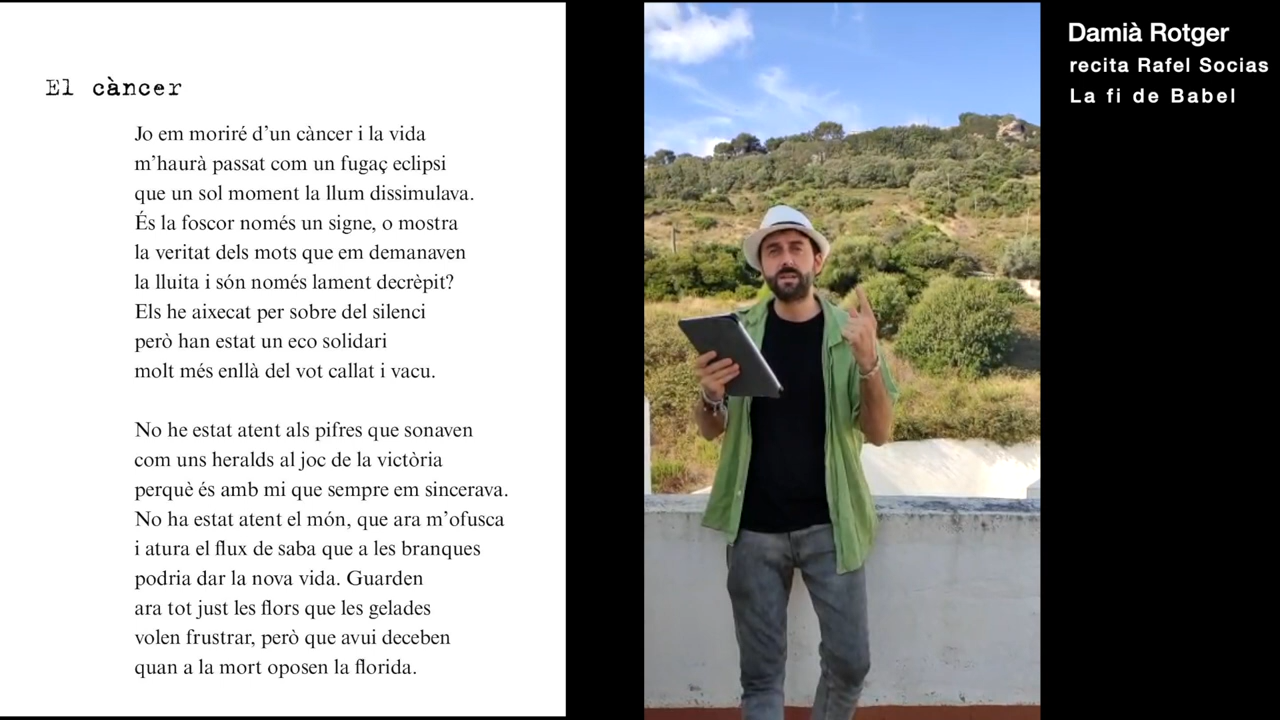 El càncer
Jo em moriré d’un càncer i la vida
m’haurà passat com un fugaç eclipsi
que un sol moment la llum dissimulava.
És la foscor només un signe, o mostra
la veritat dels mots que em demanaven
la lluita i són només lament decrèpit?
Els he aixecat per sobre del silenci
però han estat un eco solidari
molt més enllà del vot callat i vacu.
No he estat atent als pifres que sonaven
com uns heralds al joc de la victòria
perquè és amb mi que sempre em sincerava.
No ha estat atent el món, que ara m’ofusca
i atura el flux de saba que a les branques
podria dar la nova vida. Guarden
ara tot just les flors que les gelades
volen frustrar, però que avui deceben
quan a la mort oposen la florida.
Damià Rotger
recita Rafel Socias
La fi de Babel